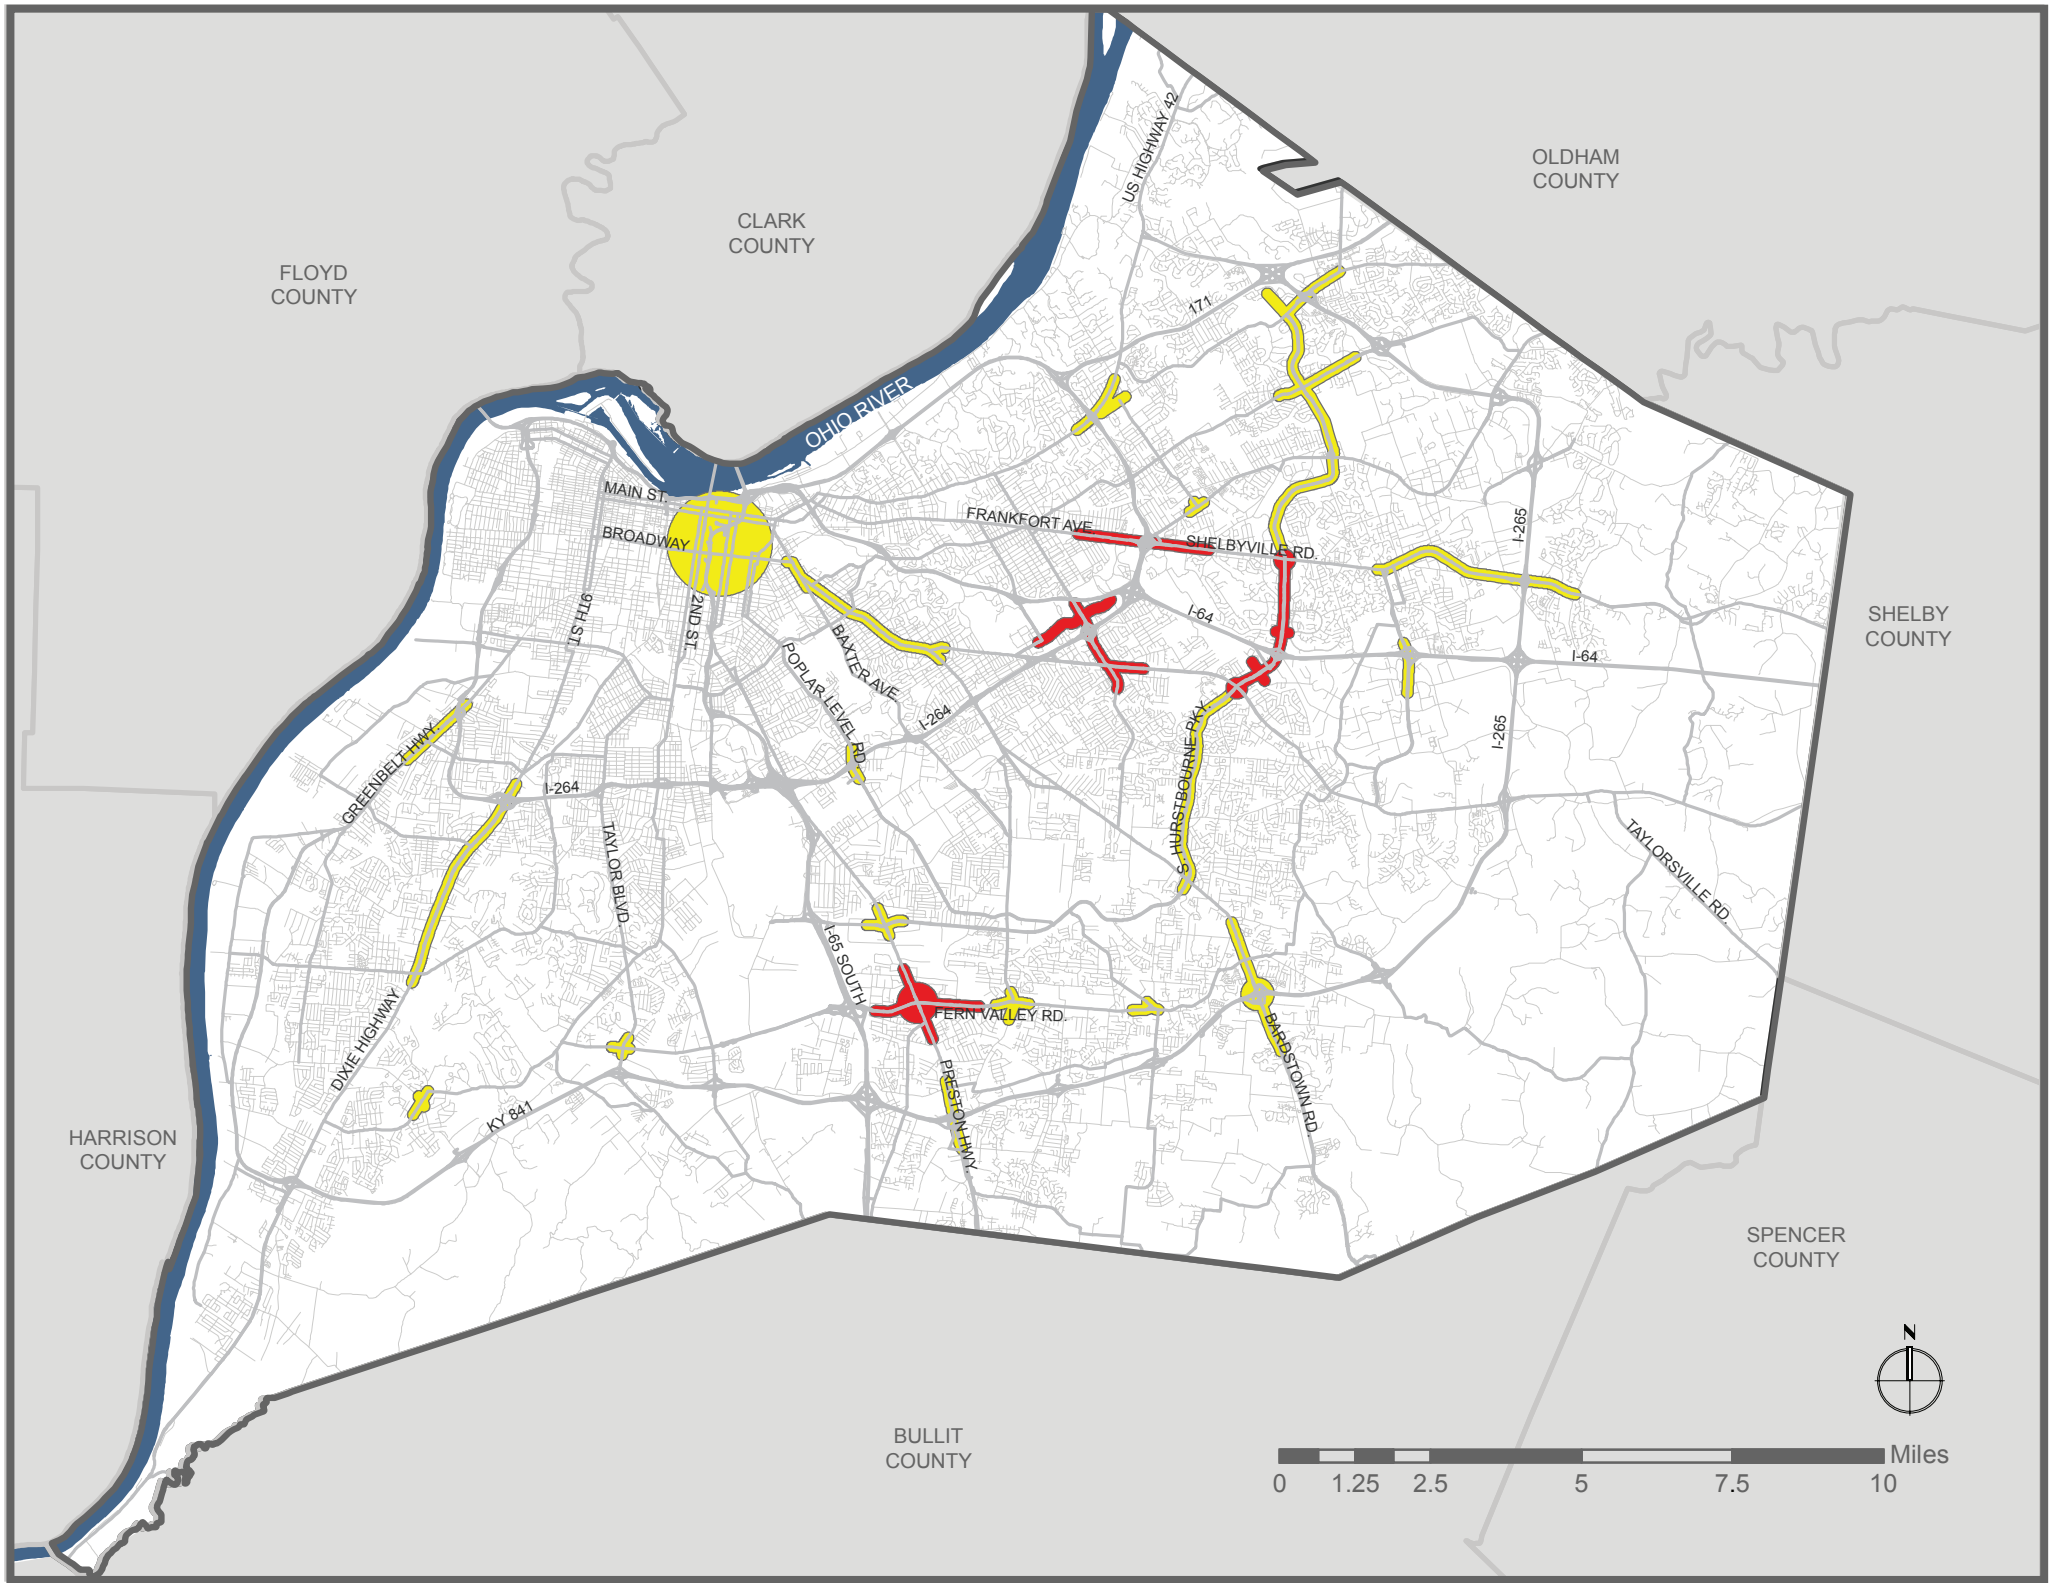 OLDHAM
COUNTY
CLARK
COUNTY
FLOYD
COUNTY
US HIGHWAY 42
171
OHIO RIVER
MAIN ST.
BROADWAY
FRANKFORT AVE
SHELBYVILLE RD.
I-265
9TH ST.
2ND ST.
BAXTER AVE.
POPLAR LEVEL RD.
I-64
I-64
SHELBY
COUNTY
I-264
I-265
GREENBELT HWY.
I-264
S. HURSTBOURNE PKY.
TAYLOR BLVD.
TAYLORSVILLE RD.
I-65 SOUTH
FERN VALLEY RD.
DIXIE HIGHWAY
BARDSTOWN RD.
PRESTON HWY.
KY 841
HARRISON
COUNTY
SPENCER
COUNTY
BULLIT
COUNTY
N
Miles
0 1.25 2.5 5 7.5 10